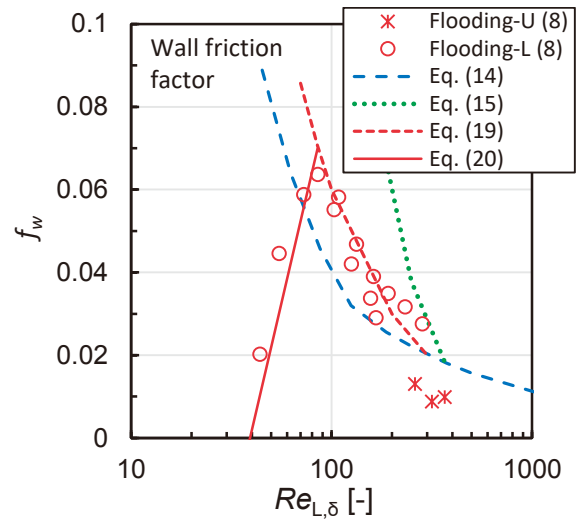 Wall friction
factor
Flooding-U (8)
Flooding-L (8)
Eq. (14)
Eq. (15)
Eq. (19)
Eq. (20)
0.1
0.08
0.06
0.04
0.02
0
f_w
10
100
1000
Re_L,δ [-]